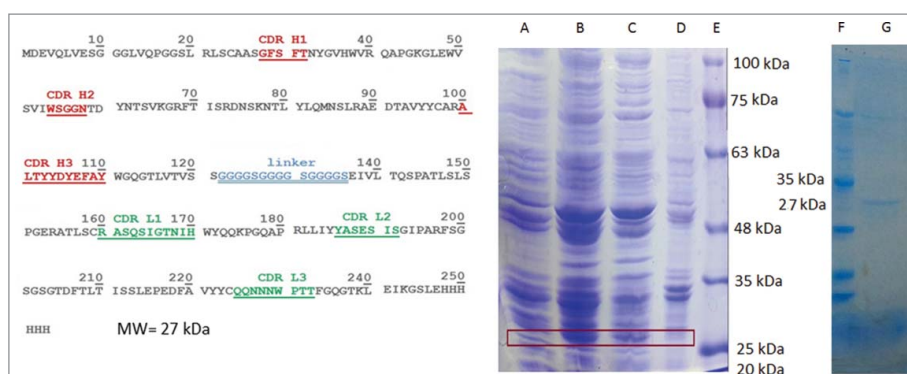 10 20 CDR H1 40 50
MDEVQLVESG GGLVQPGGSL RLSCAASGFS FTNYGVHWVR QAPGKGLEWV
CDR H2 70 80 90 100
SVIWSGGNTD YNTSVKGRFT ISRDNSKNTL YLQMNSLRAE DTAVYYCARA
CDR H3 110 120 linker 140 150
LTYYDYEFAY WGQGTLVTVS SGGGGSGGGG SGGGGSEIVL TQSPATLSLS
160 CDR L1 170 180 CDR L2 200
PGERATLSCR ASQSIGTNIH WYQQKPGQAP RLLIYYASES ISGIPARFSG
210 220 CDR L3 240 250
SGSGTDFTLT ISSLEPEDFA VYYCQQNNNW PTTFGQGTKL EIKGSLEHHH
HHH MW= 27 kDa
A B C D E
100 kDa
75 kDa
63 kDa
48 kDa
35 kDa
25 kDa
20 kDa
F G
35 kDa
27 kDa